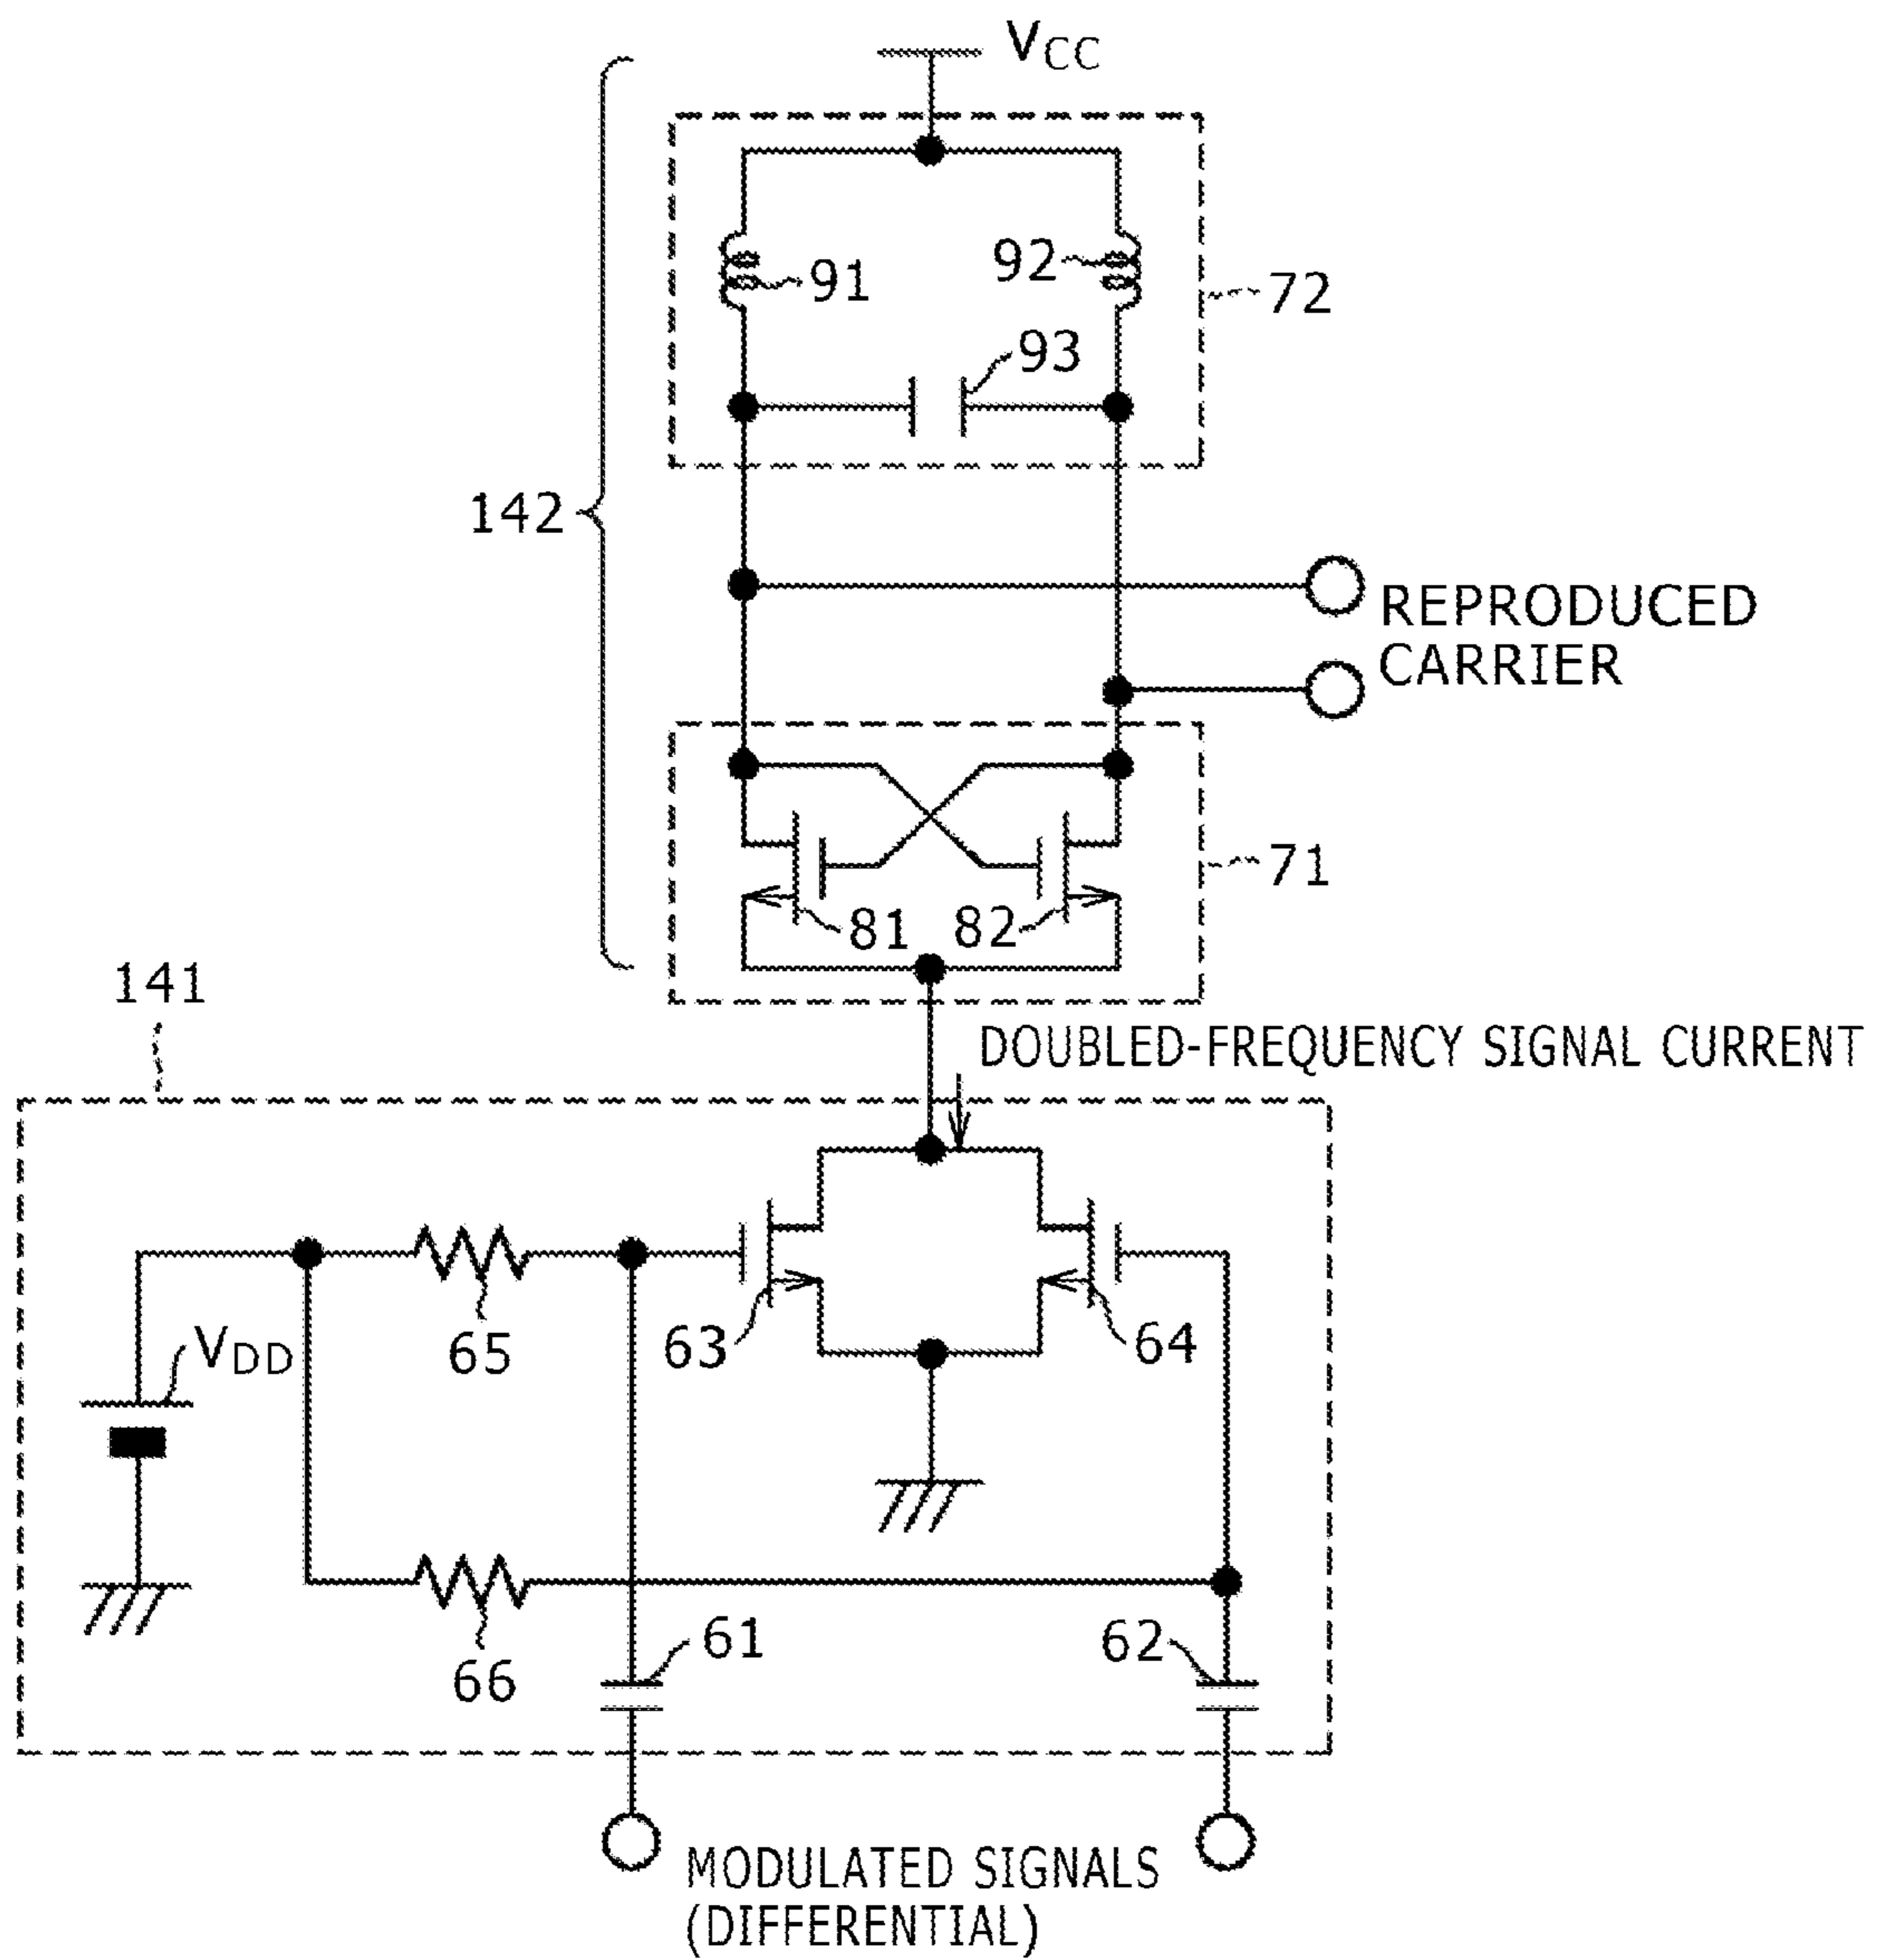 VCC
91
92
72
93
142
REPRODUCED
CARRIER
71
81
82
141
DOUBLED-FREQUENCY SIGNAL CURRENT
VDD
65
63
64
66
61
62
MODULATED SIGNALS
(DIFFERENTIAL)